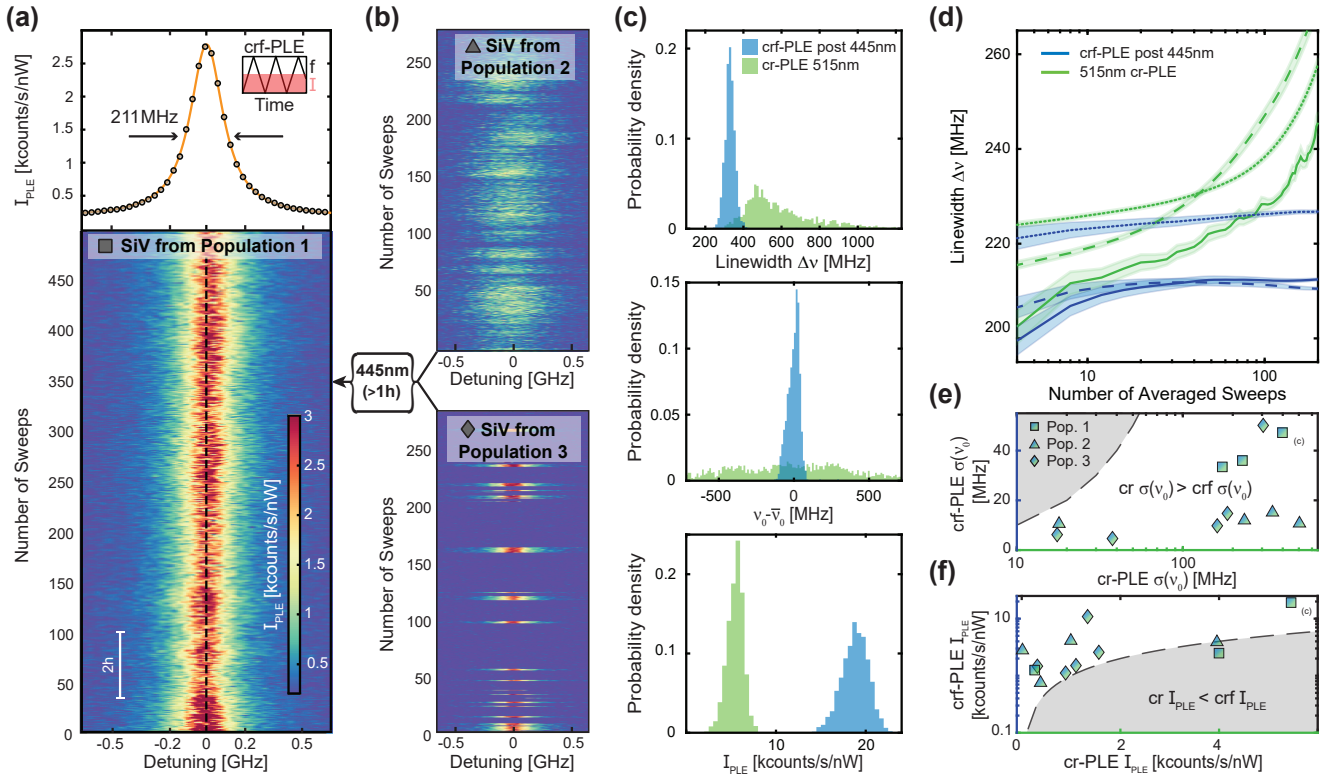 (a)
I_PLE [kcounts/s/nW]
2.5
2
1.5
1
0.5
crf-PLE
f
I
Time
211MHz
SiV from Population 1
Number of Sweeps
450
400
350
300
250
200
150
100
50
0
2h
I_PLE [kcounts/s/nW]
3
2.5
2
1.5
1
0.5
-0.5
-0.2
0
0.2
0.5
Detuning [GHz]
(b)
SiV from
Population 2
Number of Sweeps
250
200
150
100
50
-0.5
0
0.5
Detuning [GHz]
445nm
(>1h)
SiV from
Population 3
Number of Sweeps
250
200
150
100
50
0
-0.5
0
0.5
Detuning [GHz]
(c)
Probability density
0.2
0.1
0
crf-PLE post 445nm
cr-PLE 515nm
200
400
600
800
1000
Linewidth Δν [MHz]
Probability density
0.15
0.1
0.05
0
-500
0
500
ν₀-ν̄₀ [MHz]
Probability density
0.2
0.1
0
10
20
I_PLE [kcounts/s/nW]
(d)
Linewidth Δν [MHz]
260
240
220
200
crf-PLE post 445nm
515nm cr-PLE
10
100
Number of Averaged Sweeps
(e)
crf-PLE σ(ν₀)
[MHz]
40
20
0
Pop. 1
Pop. 2
Pop. 3
(c)
cr σ(ν₀)> crf σ(ν₀)
10
100
cr-PLE σ(ν₀) [MHz]
(f)
crf-PLE I_PLE
[kcounts/s/nW]
10
0.1
(c)
cr I_PLE < crf I_PLE
0
2
4
cr-PLE I_PLE [kcounts/s/nW]